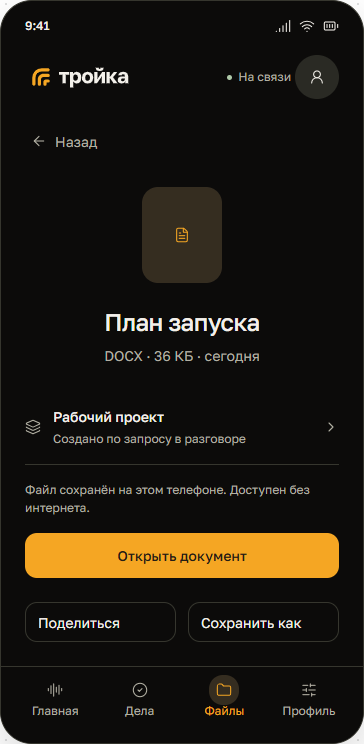 9:41
тройка
На связи
Назад
План запуска
DOCX · 36 КБ · сегодня
Рабочий проект
Создано по запросу в разговоре
Файл сохранён на этом телефоне. Доступен без
интернета.
Открыть документ
Поделиться
Сохранить как
Главная
Дела
Файлы
Профиль